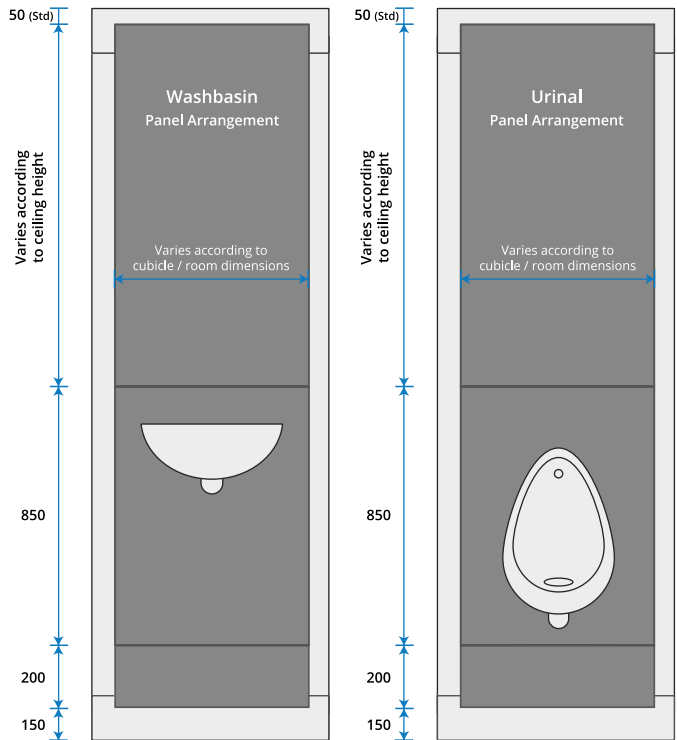 50 (Std)
Varies according
to ceiling height
850
200
150
Washbasin
Panel Arrangement
Varies according to
cubicle / room dimensions
50 (Std)
Varies according
to ceiling height
850
200
150
Urinal
Panel Arrangement
Varies according to
cubicle / room dimensions